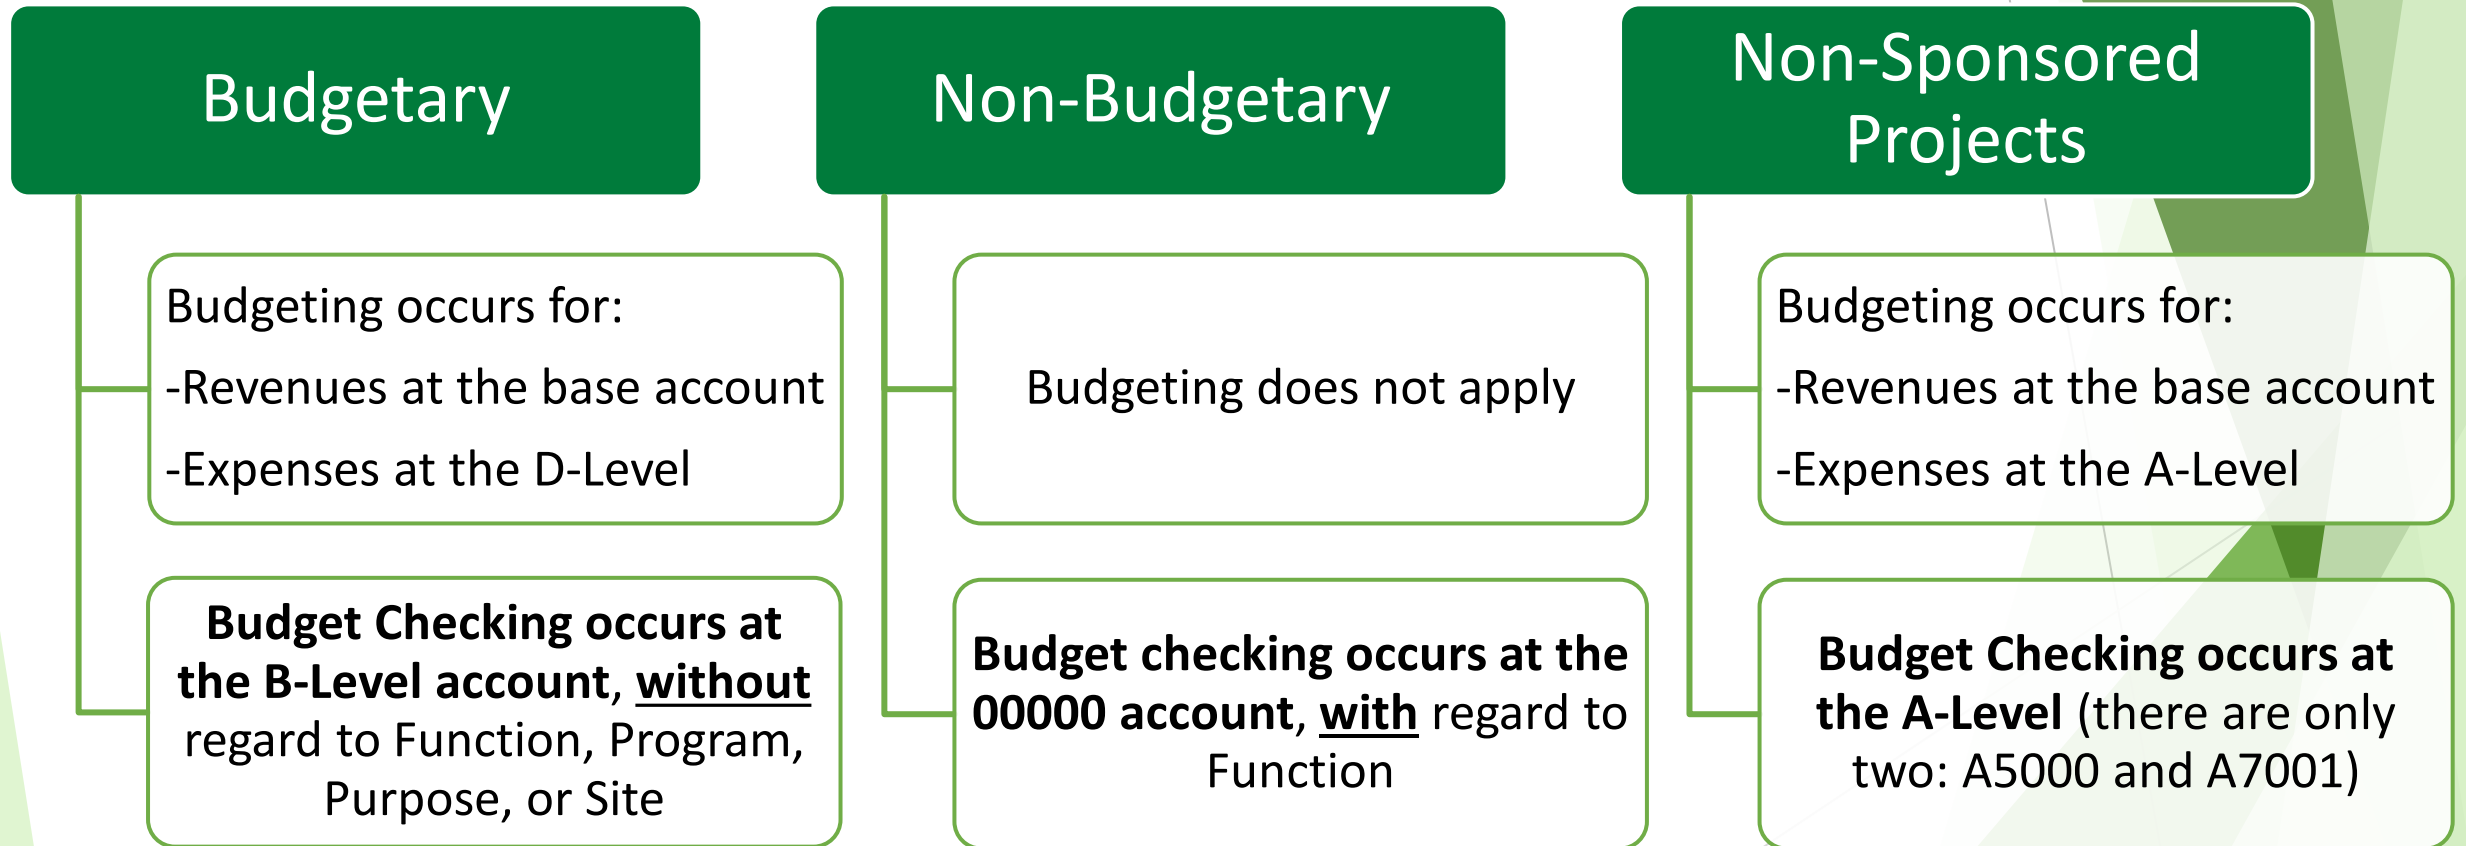 Budgetary
Budgeting occurs for:
-Revenues at the base account
-Expenses at the D-Level
Budget Checking occurs at
the B-Level account, without
regard to Function, Program,
Purpose, or Site
Non-Budgetary
Budgeting does not apply
Budget checking occurs at the
00000 account, with regard to
Function
Non-Sponsored
Projects
Budgeting occurs for:
-Revenues at the base account
-Expenses at the A-Level
Budget Checking occurs at
the A-Level (there are only
two: A5000 and A7001)